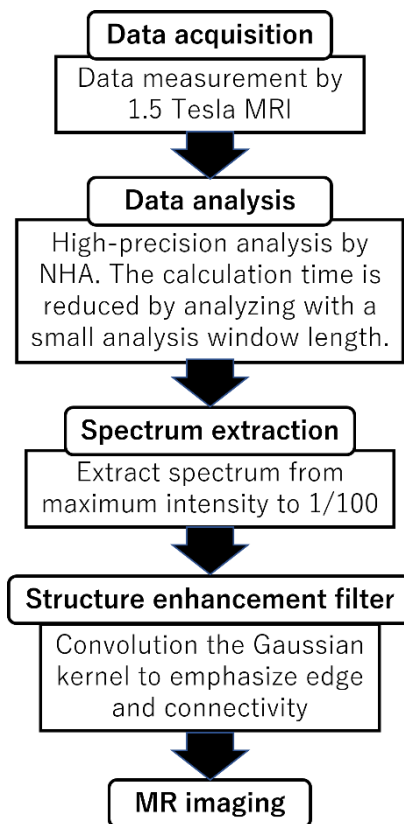 Data acquisition
Data measurement by
1.5 Tesla MRI
Data analysis
High-precision analysis by
NHA. The calculation time is
reduced by analyzing with a
small analysis window length.
Spectrum extraction
Extract spectrum from
maximum intensity to 1/100
Structure enhancement filter
Convolution the Gaussian
kernel to emphasize edge
and connectivity
MR imaging